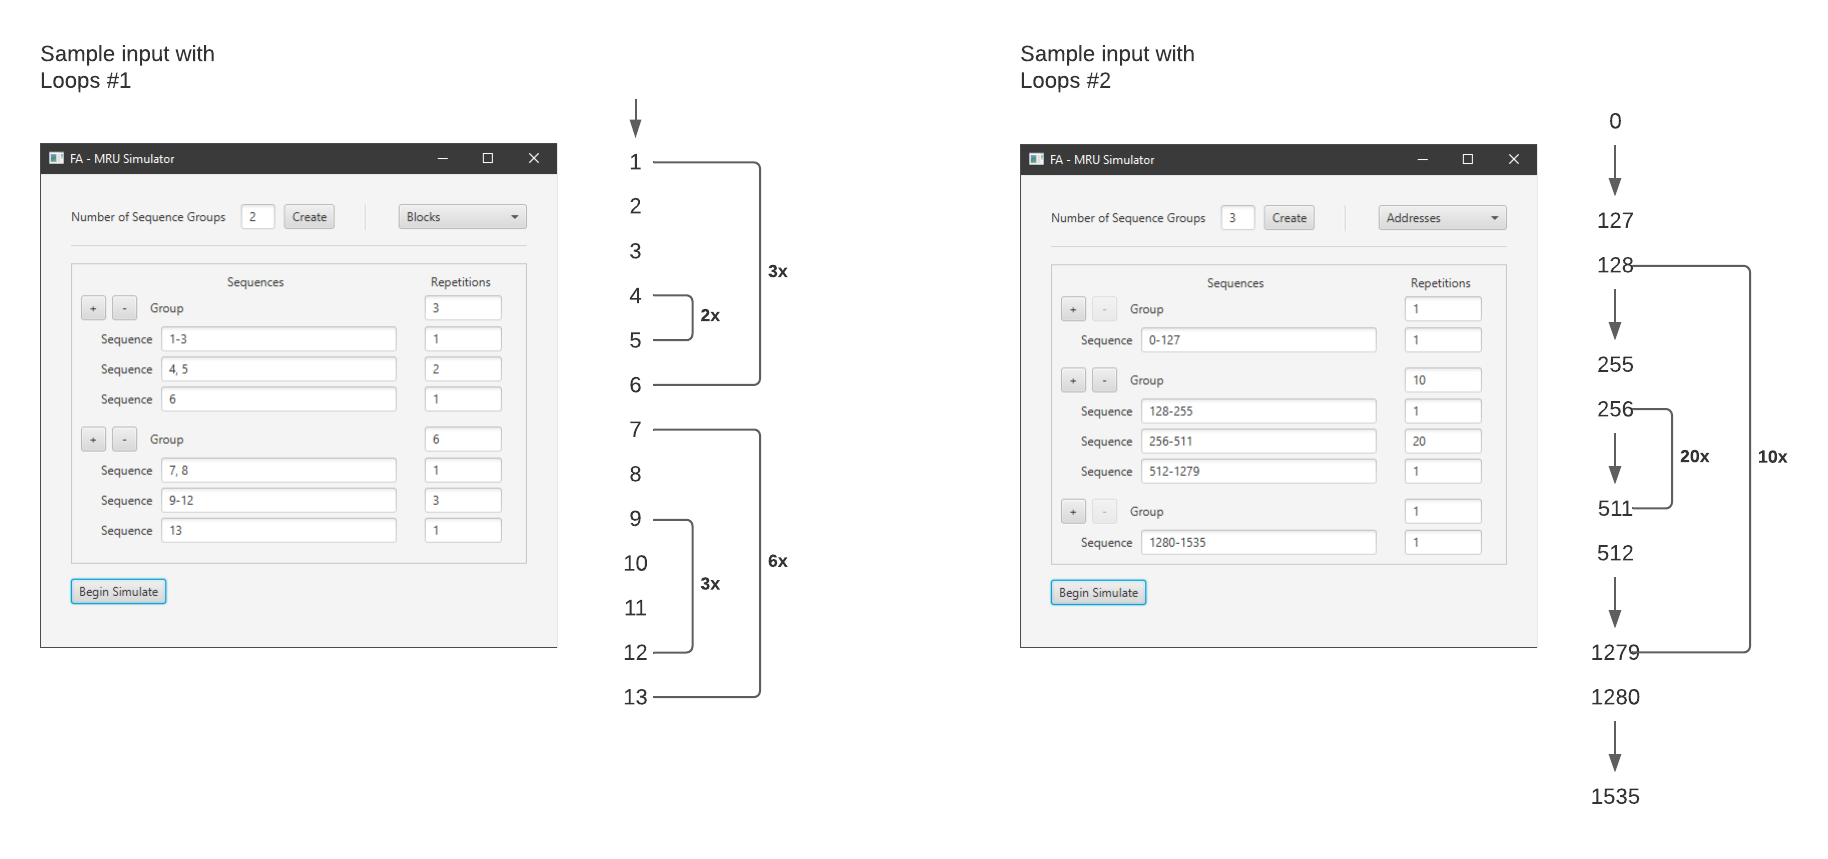 Sample input with
Loops #1
FA - MRU Simulator
Number of Sequence Groups 2 Create Blocks
Sequences Repetitions
+ - Group 3
Sequence 1-3 1
Sequence 4, 5 2
Sequence 6 1
+ - Group 6
Sequence 7, 8 1
Sequence 9-12 3
Sequence 13 1
Begin Simulate
1
2
3
4
5
6
7
8
9
10
11
12
13
3x
2x
6x
3x
Sample input with
Loops #2
FA - MRU Simulator
Number of Sequence Groups 3 Create Addresses
Sequences Repetitions
+ - Group 1
Sequence 0-127 1
+ - Group 10
Sequence 128-255 1
Sequence 256-511 20
Sequence 512-1279 1
+ - Group 1
Sequence 1280-1535 1
Begin Simulate
0
127
128
255
256
511
512
1279
1280
1535
20x
10x